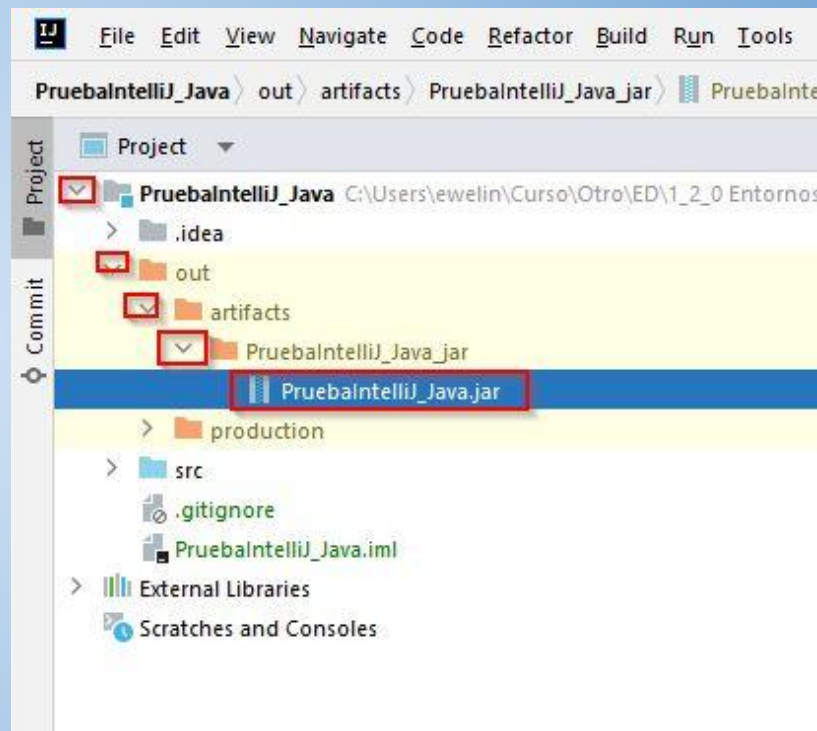 IJ File Edit View Navigate Code Refactor Build Run Tools
PruebaIntelliJ_Java out artifacts PruebaIntelliJ_Java_jar
Project
Project
PruebaIntelliJ_Java C:\Users\ewelin\Curso\Otro\ED\1_2_0 Entornos
.idea
out
Commit
artifacts
PruebaIntelliJ_Java_jar
PruebaIntelliJ_Java.jar
production
src
.gitignore
PruebaIntelliJ_Java.iml
External Libraries
Scratches and Consoles